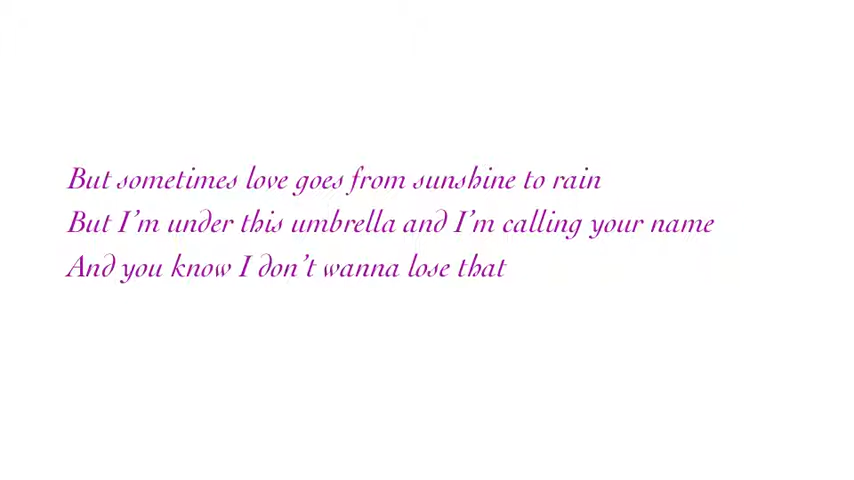 But sometimes love goes from sunshine to rain
But I'm under this umbrella and I'm calling your name
And you know I don't wanna lose that